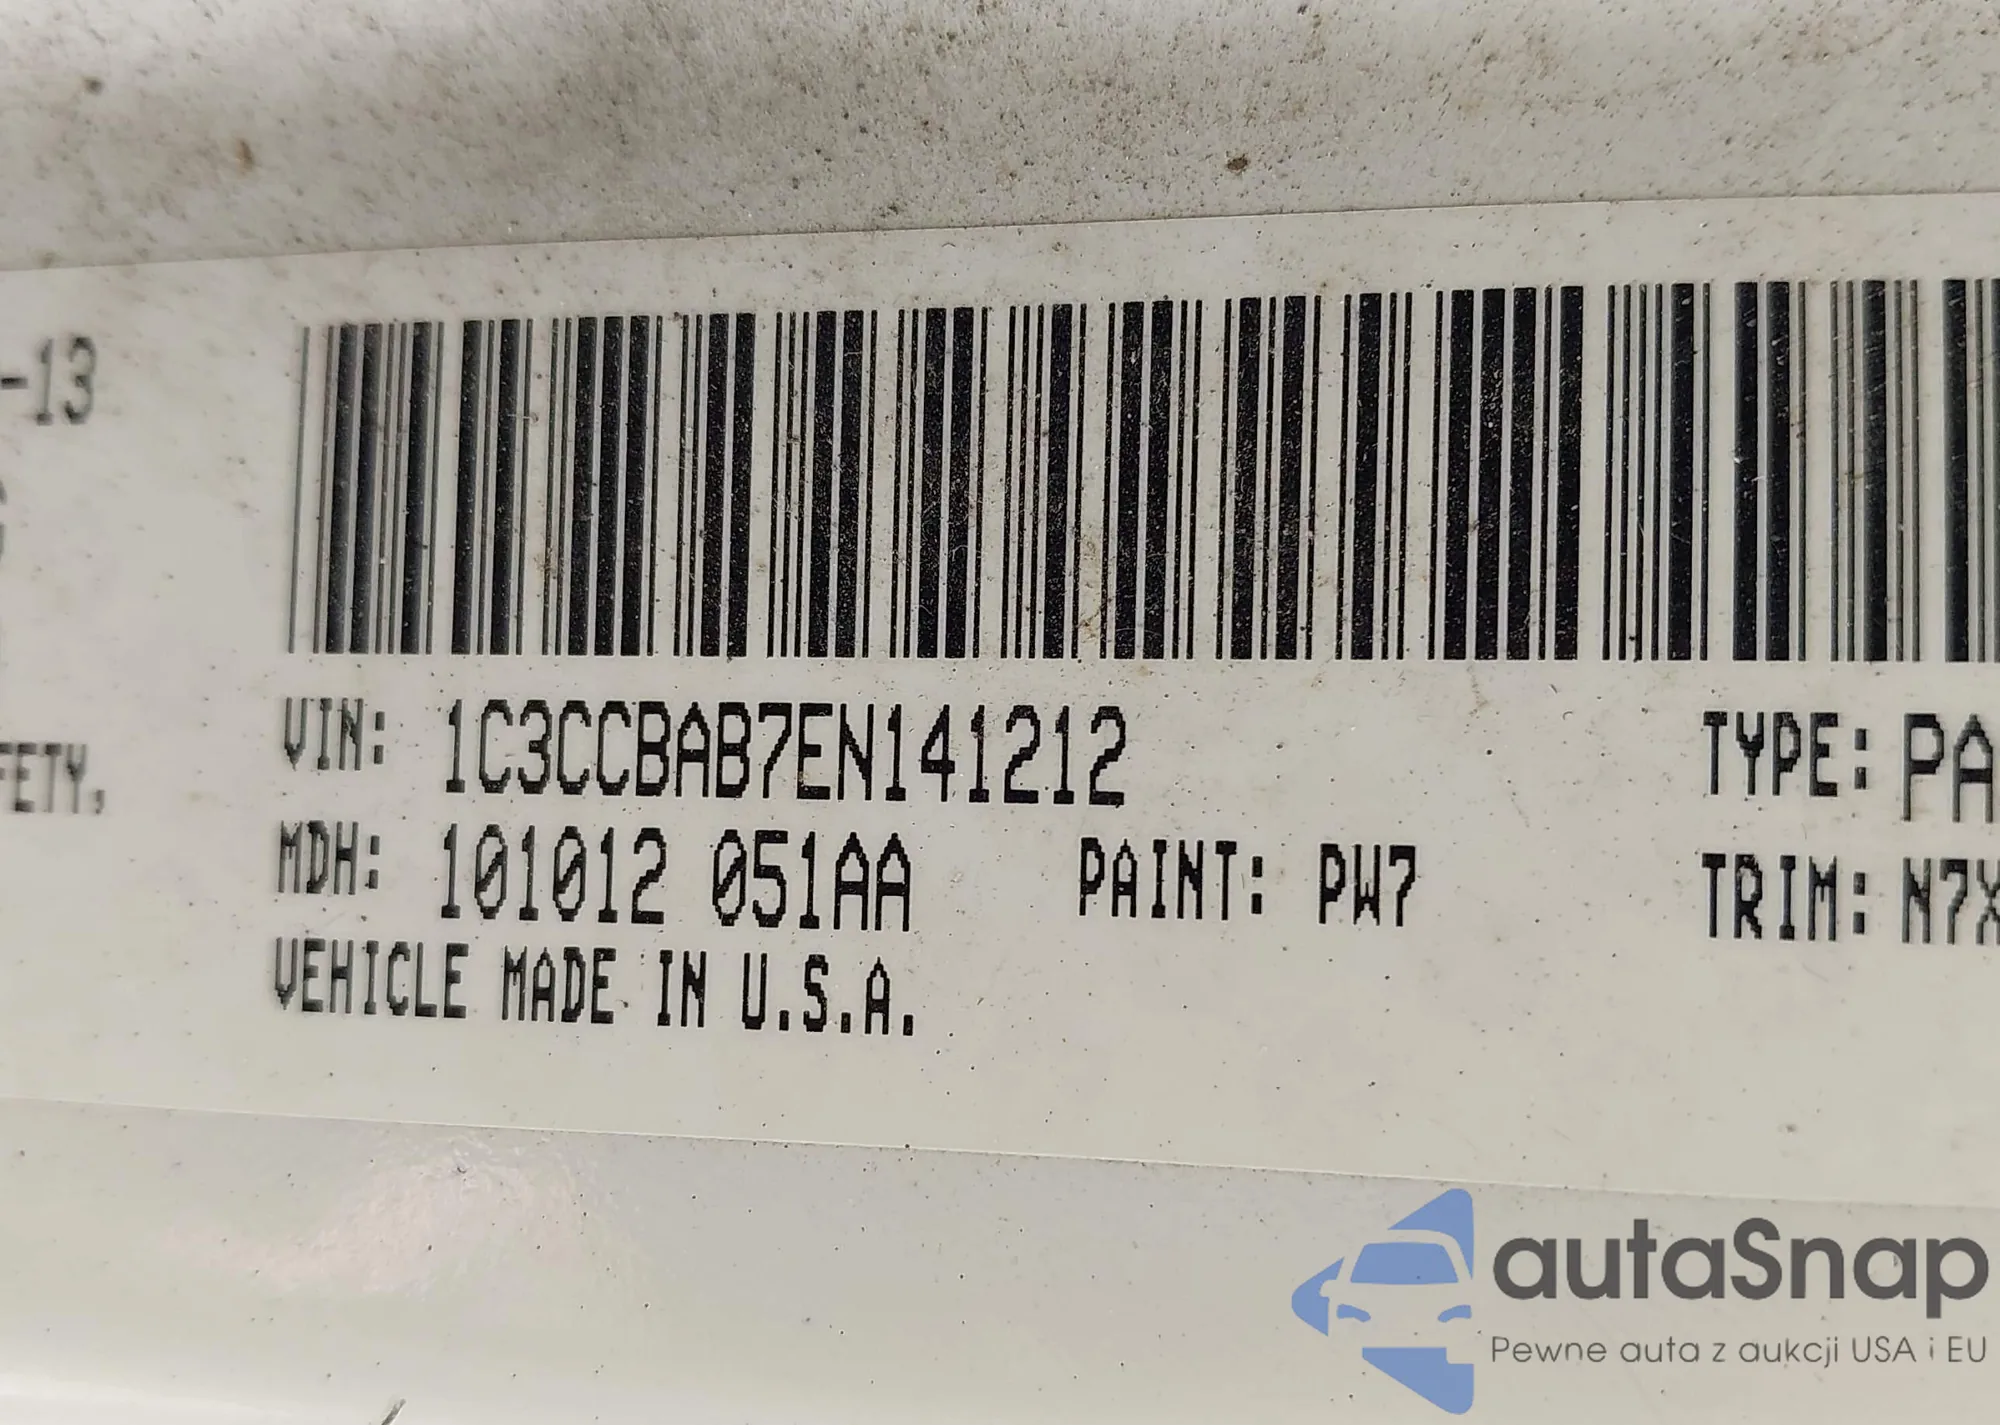 -13
FETY,
VIN: 1C3CCBAB7EN141212
TYPE: PA
MDH: 101012 051AA
PAINT: PW7
TRIM: N7X
VEHICLE MADE IN U.S.A.
autaSnap
Pewne auta z aukcji USA i EU